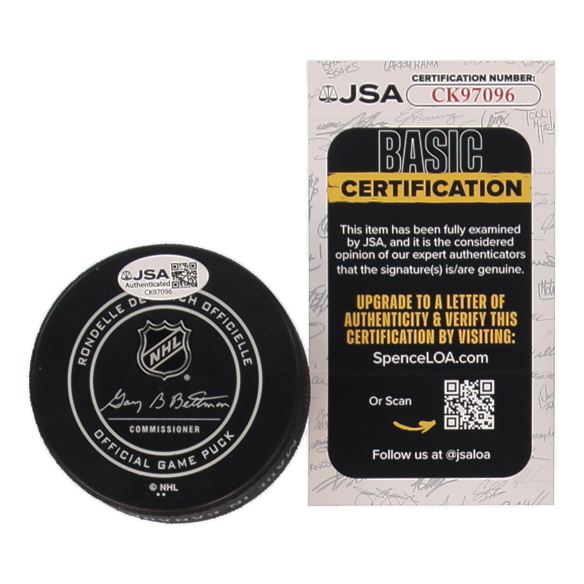 JSA
Authenticated
CK97096
RONDELLE DE
CH OFFICIELLE
NHL
Gary B Bettman
COMMISSIONER
OFFICIAL GAME PUCK
© NHL
CERTIFICATION NUMBER:
JSA CK97096
BASIC
CERTIFICATION
This item has been fully examined
by JSA, and it is the considered
opinion of our expert authenticators
that the signature(s) is/are genuine.
UPGRADE TO A LETTER OF
AUTHENTICITY & VERIFY THIS
CERTIFICATION BY VISITING:
SpenceLOA.com
Or Scan
Follow us at @jsaloa